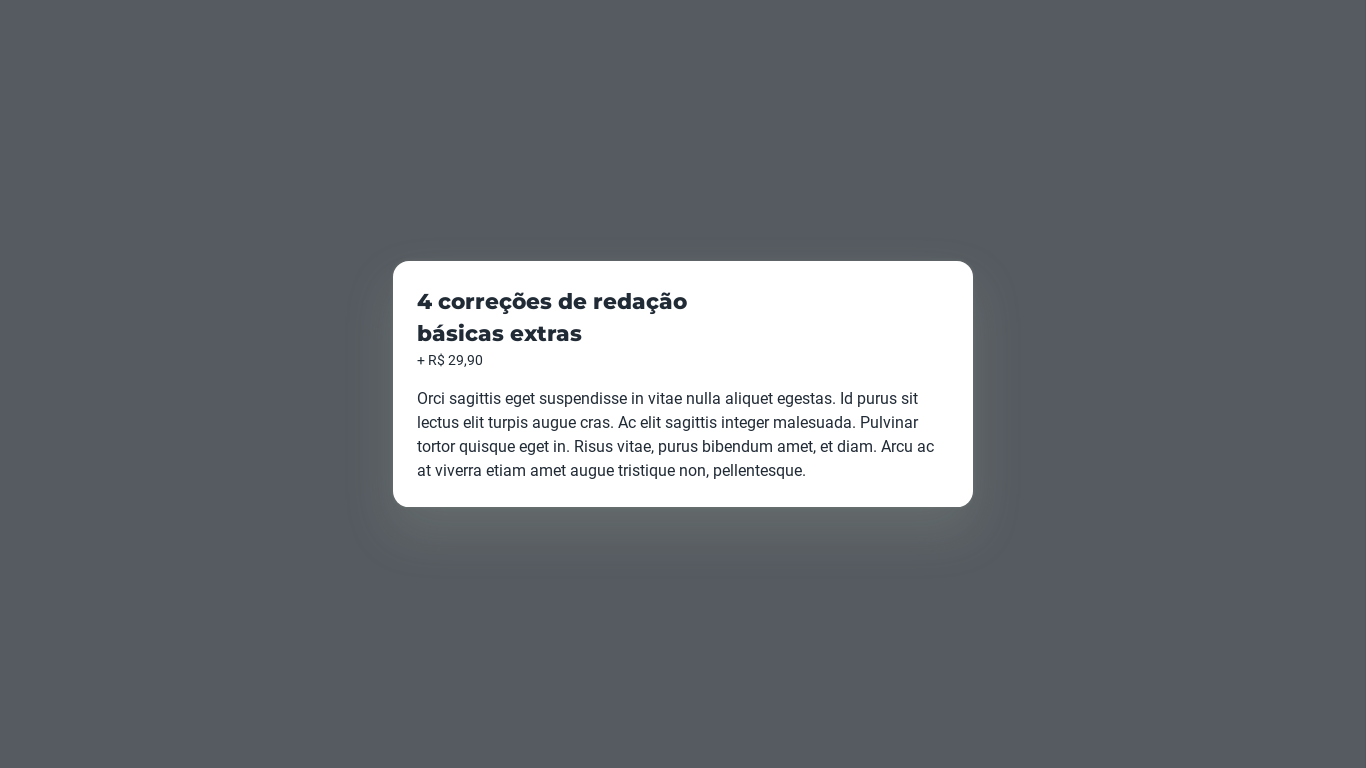 4 correções de redação
básicas extras
+ R$ 29,90
Orci sagittis eget suspendisse in vitae nulla aliquet egestas. Id purus sit
lectus elit turpis augue cras. Ac elit sagittis integer malesuada. Pulvinar
tortor quisque eget in. Risus vitae, purus bibendum amet, et diam. Arcu ac
at viverra etiam amet augue tristique non, pellentesque.